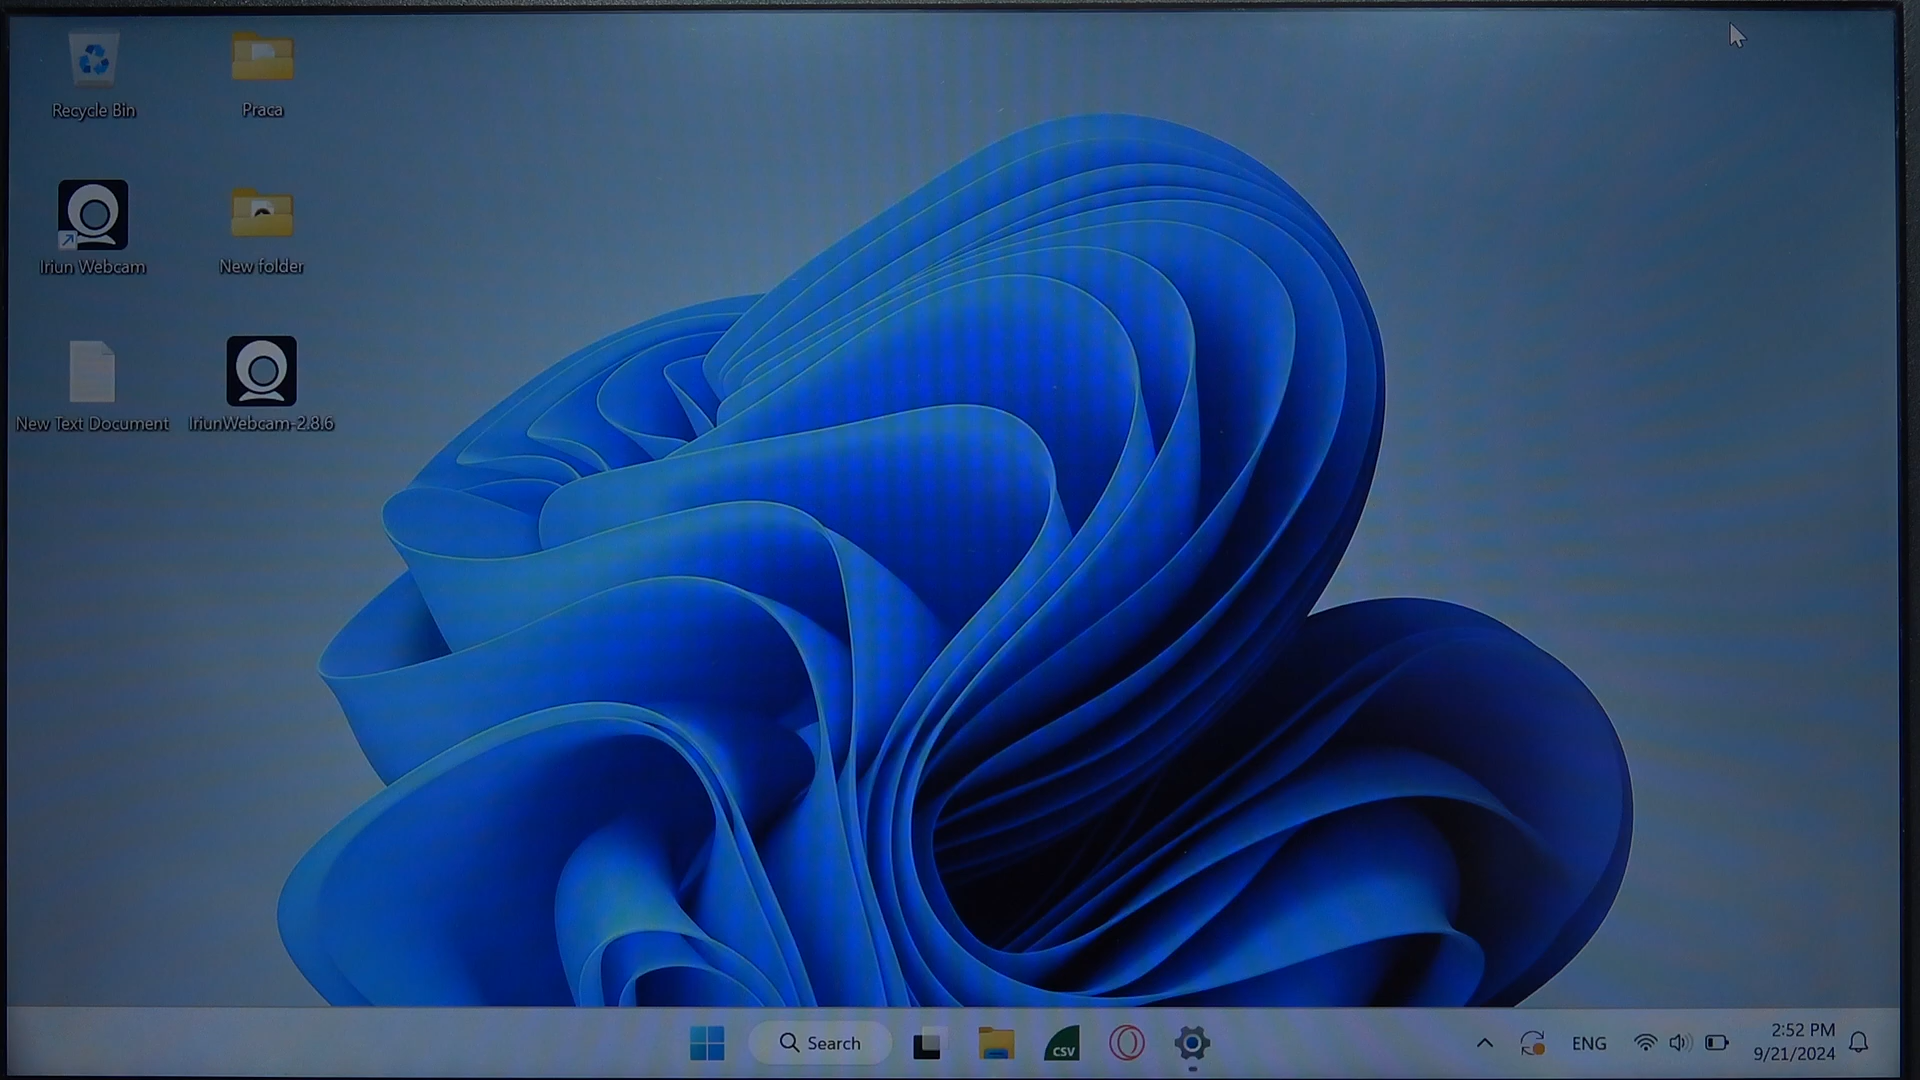 Recycle Bin
Praca
Iriun Webcam
New folder
New Text Document
IriunWebcam-2.8.6
Search
CSV
ENG
2:52 PM
9/21/2024